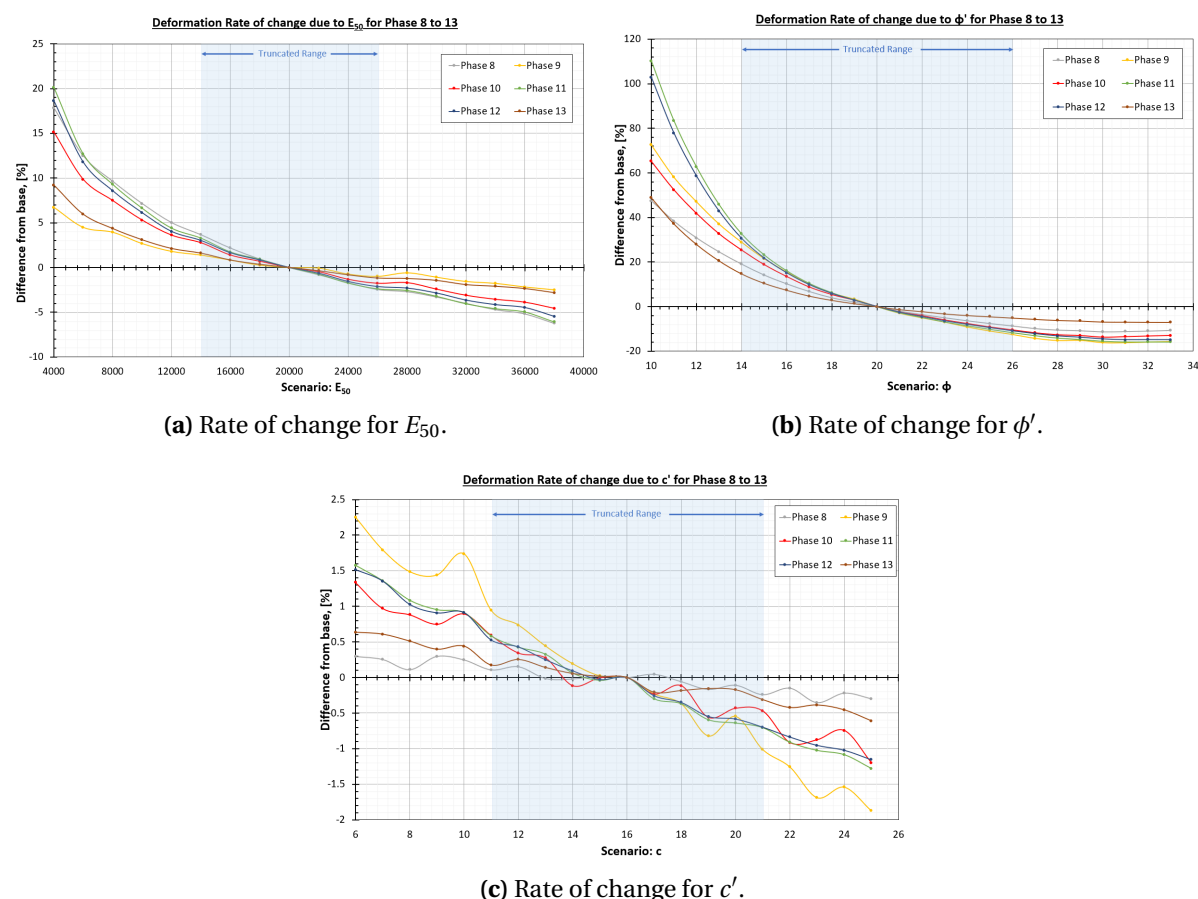 Deformation Rate of change due to E50 for Phase 8 to 13
25
20
15
10
5
0
-5
-10
Difference from base, [%]
Truncated Range
Phase 8
Phase 9
Phase 10
Phase 11
Phase 12
Phase 13
4000 8000 12000 16000 20000 24000 28000 32000 36000 40000
Scenario: E50
(a) Rate of change for E50.
Deformation Rate of change due to ϕ' for Phase 8 to 13
120
100
80
60
40
20
0
-20
Difference from base, [%]
Truncated Range
Phase 8
Phase 9
Phase 10
Phase 11
Phase 12
Phase 13
10 12 14 16 18 20 22 24 26 28 30 32 34
Scenario: ϕ
(b) Rate of change for ϕ′.
Deformation Rate of change due to c' for Phase 8 to 13
2.5
2
1.5
1
0.5
0
-0.5
-1
-1.5
-2
Difference from base, [%]
Truncated Range
Phase 8
Phase 9
Phase 10
Phase 11
Phase 12
Phase 13
6 8 10 12 14 16 18 20 22 24 26
Scenario: c
(c) Rate of change for c′.